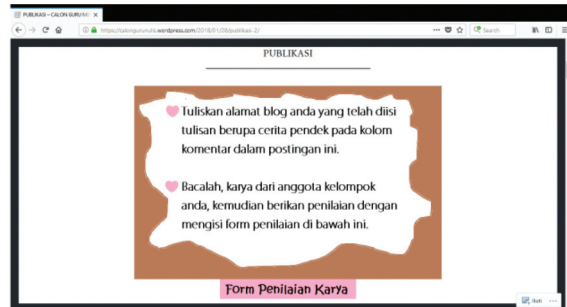 PUBLIKASI – CALON GURU
https://calongurunulis.wordpress.com/2018/01/28/publikasi-2/
Search
PUBLIKASI
Tuliskan alamat blog anda yang telah diisi
tulisan berupa cerita pendek pada kolom
komentar dalam postingan ini.
Bacalah, karya dari anggota kelompok
anda, kemudian berikan penilaian dengan
mengisi form penilaian di bawah ini.
Form Penilaian Karya
Ikuti